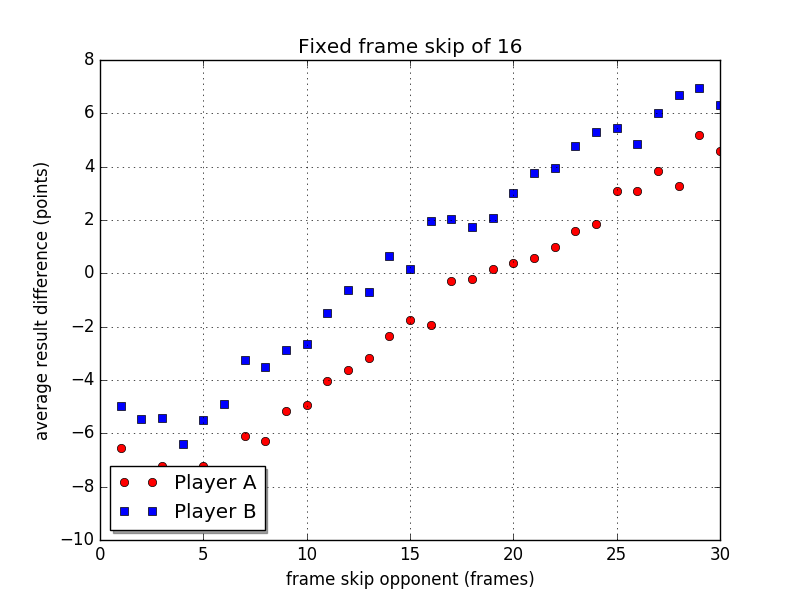 Fixed frame skip of 16
average result difference (points)
8
6
4
2
0
−2
−4
−6
−8
−10
Player A
Player B
0 5 10 15 20 25 30
frame skip opponent (frames)